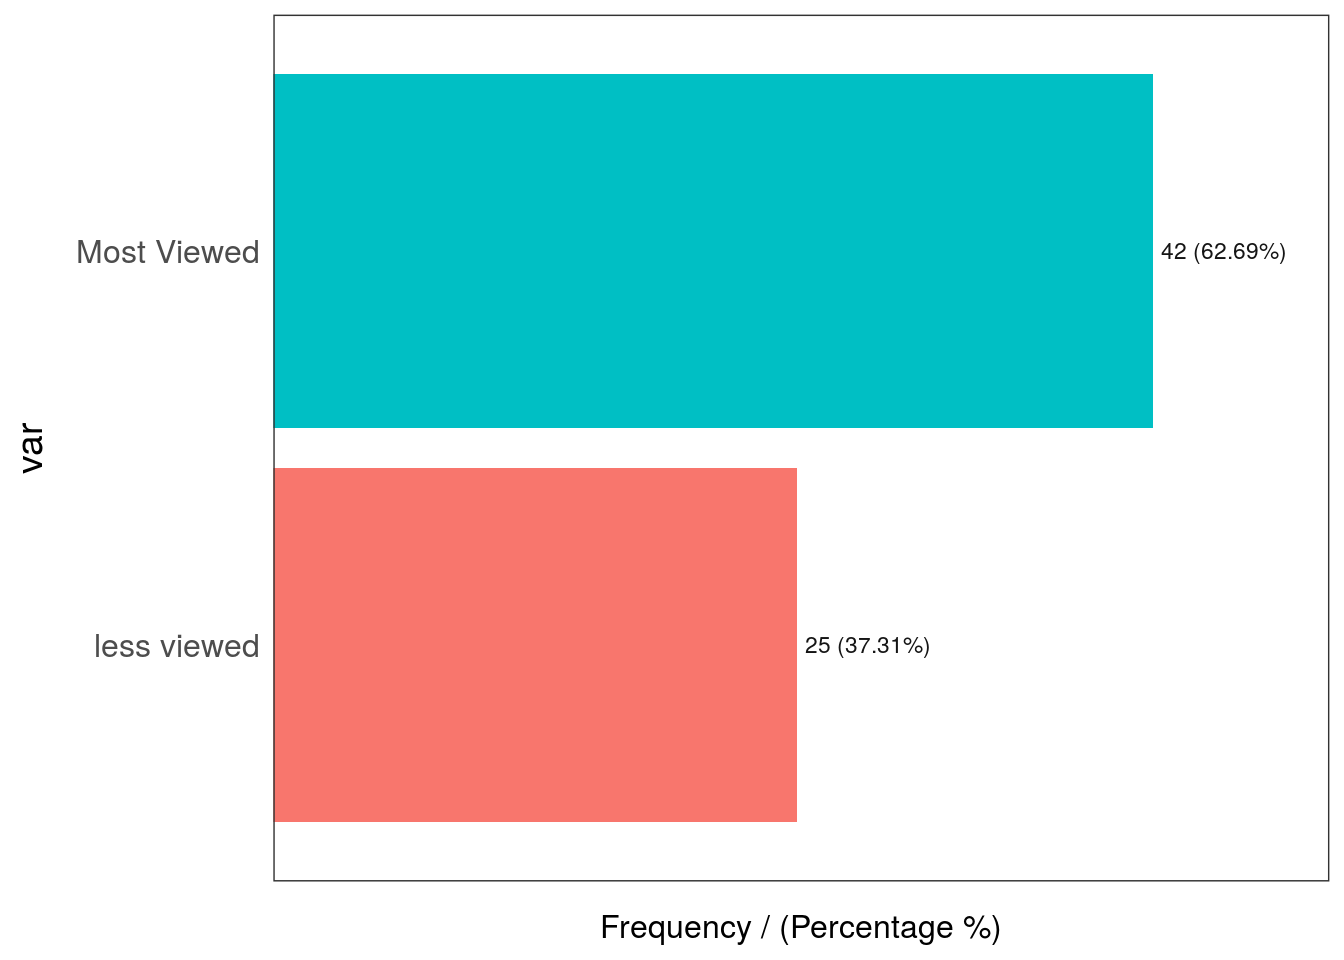 var
Most Viewed
42 (62.69%)
less viewed
25 (37.31%)
Frequency / (Percentage %)